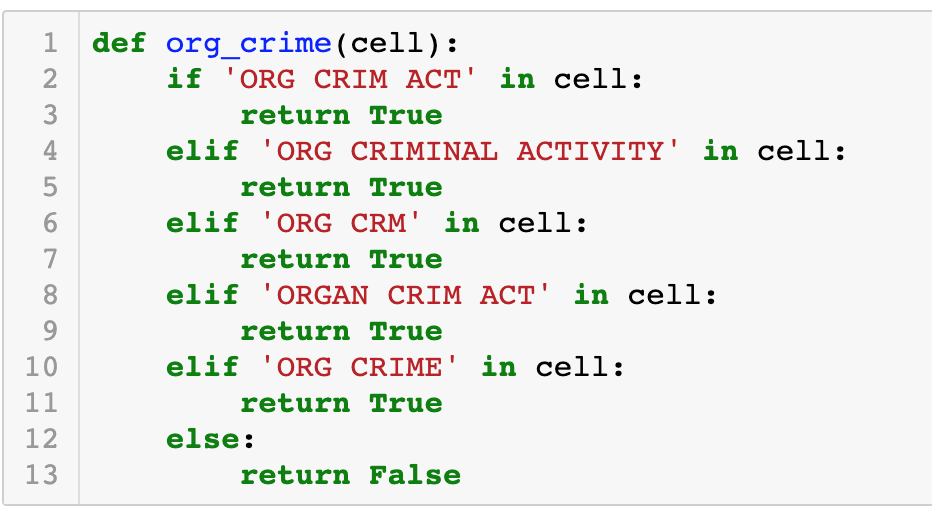 1 def org_crime(cell):
2     if 'ORG CRIM ACT' in cell:
3         return True
4     elif 'ORG CRIMINAL ACTIVITY' in cell:
5         return True
6     elif 'ORG CRM' in cell:
7         return True
8     elif 'ORGAN CRIM ACT' in cell:
9         return True
10     elif 'ORG CRIME' in cell:
11         return True
12     else:
13         return False